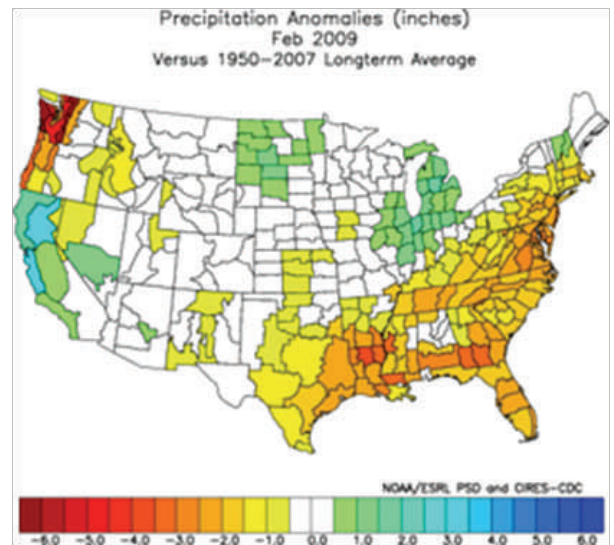 Precipitation Anomalies (inches)
Feb 2009
Versus 1950-2007 Longterm Average
NOAA/ESRL PSD and CIRES-CDC
-6.0 -5.0 -4.0 -3.0 -2.0 -1.0 0.0 1.0 2.0 3.0 4.0 5.0 6.0